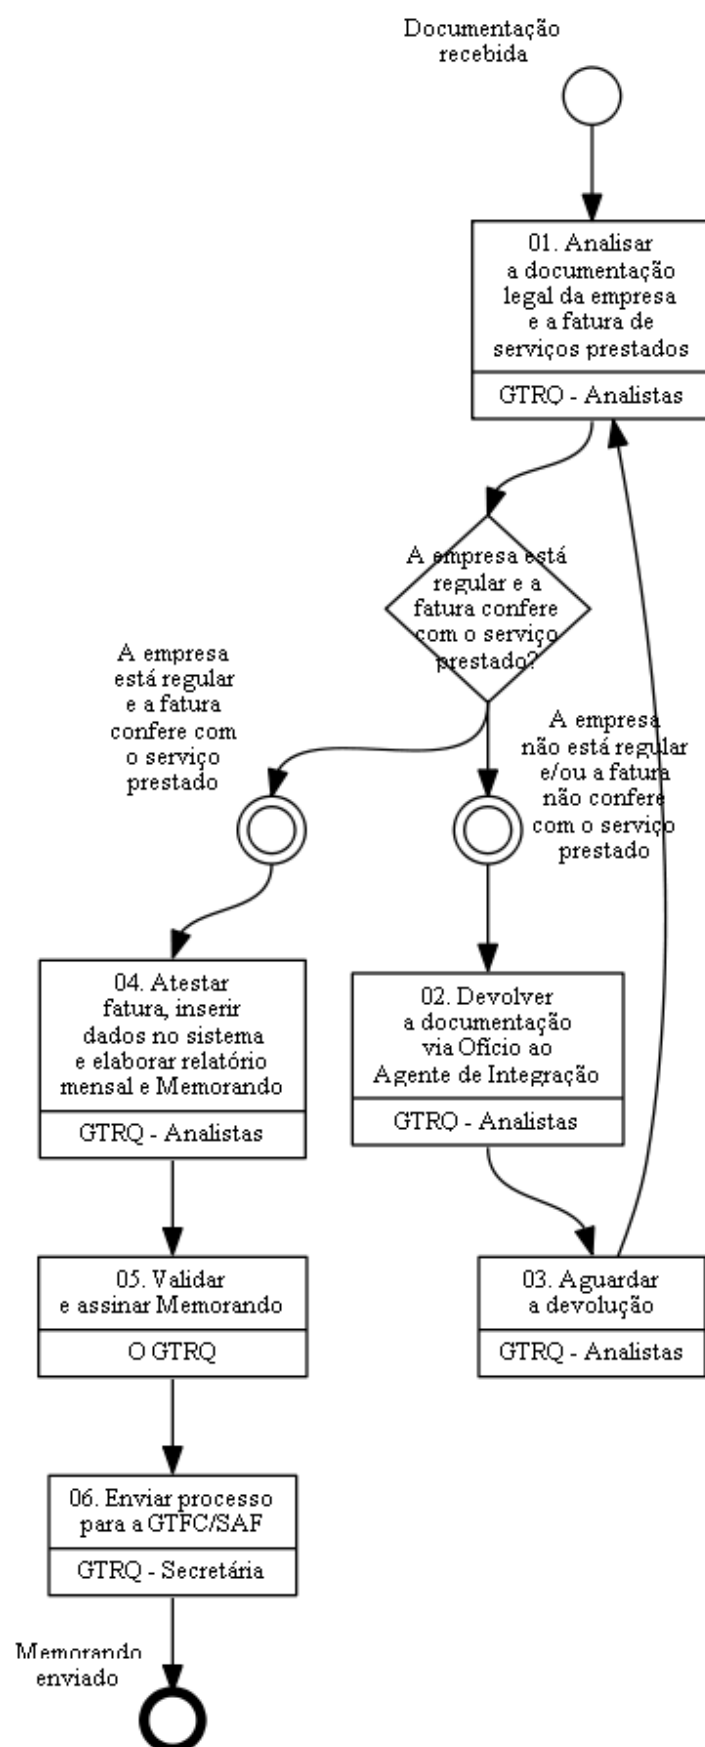 Documentação
recebida
01. Analisar
a documentação
legal da empresa
e a fatura de
serviços prestados
GTRQ - Analistas
A empresa está
regular e a
fatura confere
com o serviço
prestado?
A empresa
está regular
e a fatura
confere com
o serviço
prestado
A empresa
não está regular
e/ou a fatura
não confere
com o serviço
prestado
04. Atestar
fatura, inserir
dados no sistema
e elaborar relatório
mensal e Memorando
GTRQ - Analistas
02. Devolver
a documentação
via Ofício ao
Agente de Integração
GTRQ - Analistas
05. Validar
e assinar Memorando
O GTRQ
03. Aguardar
a devolução
GTRQ - Analistas
06. Enviar processo
para a GTFC/SAF
GTRQ - Secretária
Memorando
enviado